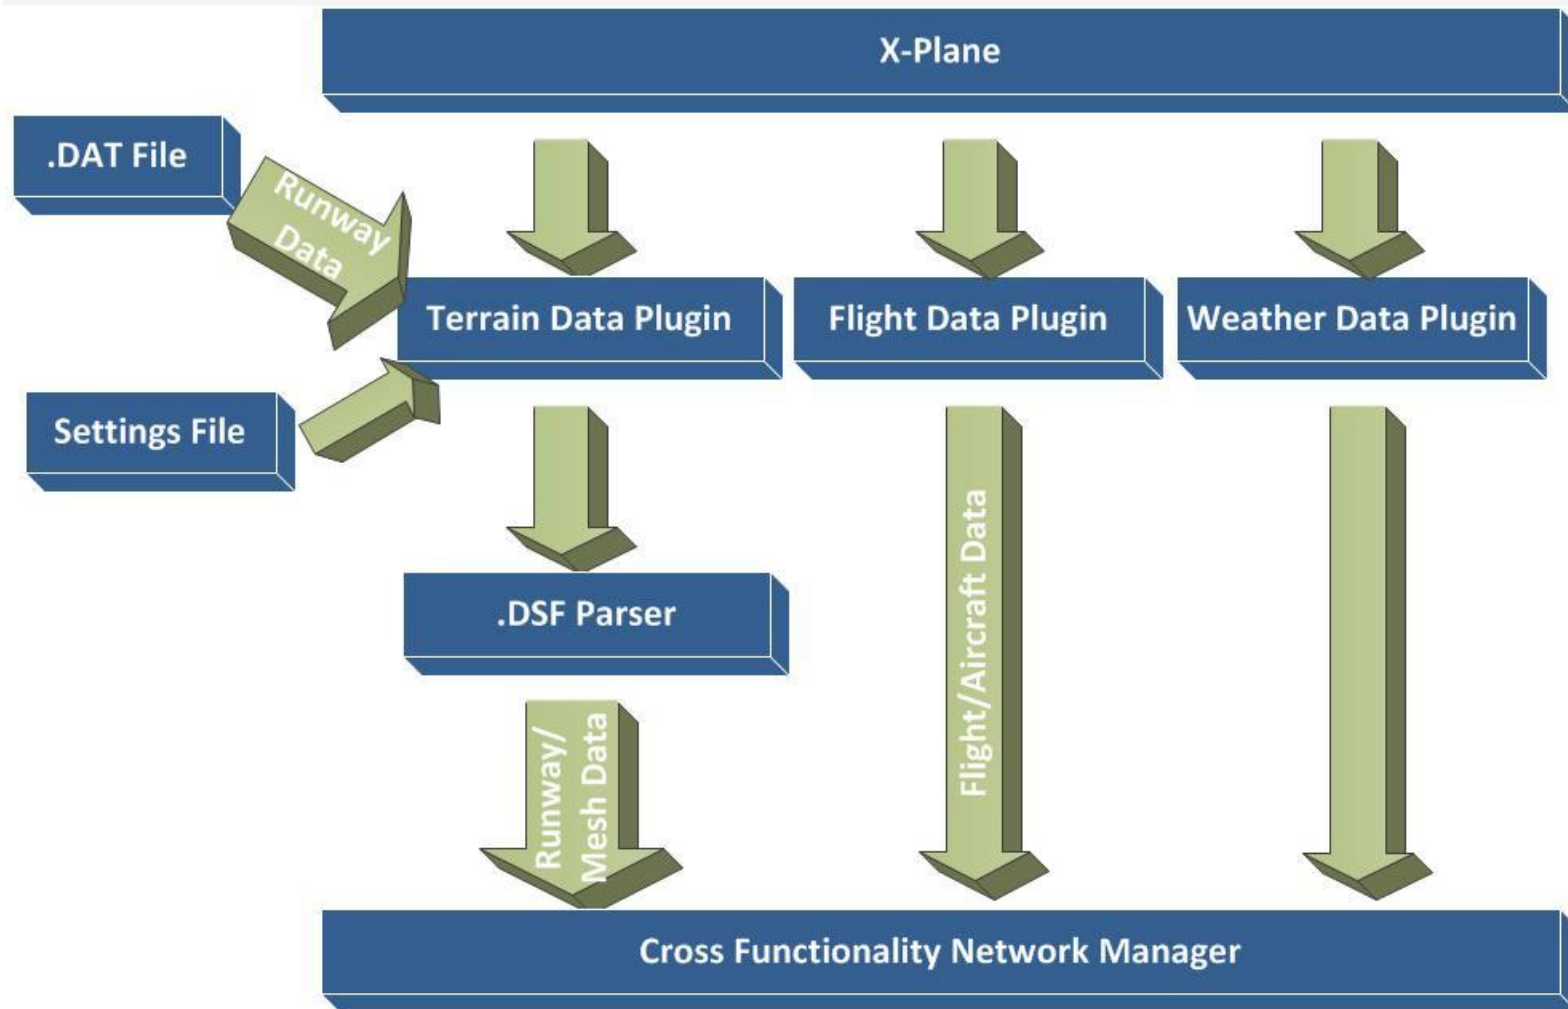 X-Plane
.DAT File
Runway
Data
Terrain Data Plugin
Flight Data Plugin
Weather Data Plugin
Settings File
.DSF Parser
Flight/Aircraft Data
Runway/
Mesh Data
Cross Functionality Network Manager